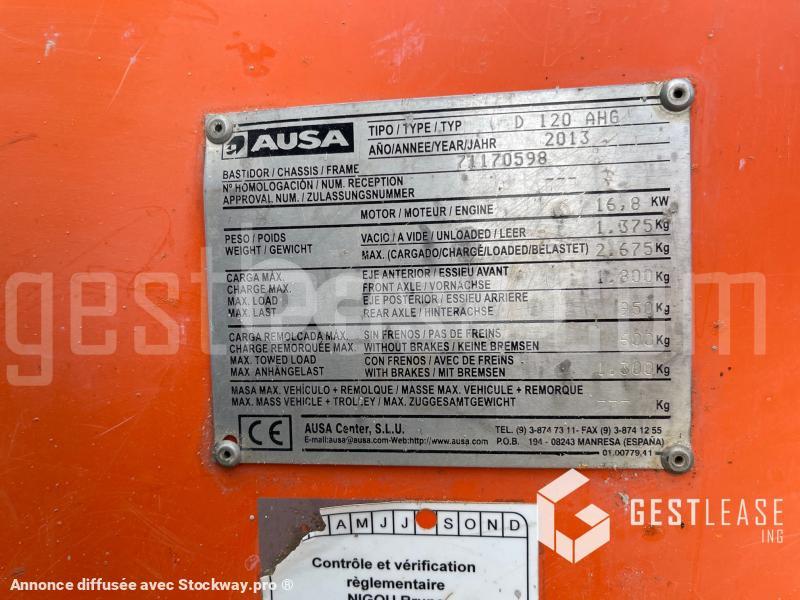 AUSA
TIPO / TYPE / TYP D 120 AHG
AÑO/ANNEE/YEAR/JAHR 2013
BASTIDOR / CHASSIS / FRAME 71170598
Nº HOMOLOGACIÓN / NUM. RECEPTION
APPROVAL NUM. / ZULASSUNGSNUMMER ---
MOTOR / MOTEUR / ENGINE 16,8 KW
PESO / POIDS
WEIGHT / GEWICHT
VACIO / A VIDE / UNLOADED / LEER 1.375 Kg
MAX. (CARGADO/CHARGÉ/LOADED/BELASTET) 2.675 Kg
CARGA MÁX.
CHARGE MAX.
MAX. LOAD
MAX. LAST
EJE ANTERIOR / ESSIEU AVANT
FRONT AXLE / VORNACHSE Kg
EJE POSTERIOR / ESSIEU ARRIERE
REAR AXLE / HINTERACHSE Kg
CARGA REMOLCADA MÁX.
CHARGE REMORQUÉE MAX.
MAX. TOWED LOAD
MAX. ANHÄNGELAST
SIN FRENOS / PAS DE FREINS
WITHOUT BRAKES / KEINE BREMSEN Kg
CON FRENOS / AVEC DE FREINS
WITH BRAKES / MIT BREMSEN Kg
MASA MAX. VEHÍCULO + REMOLQUE / MASSE MAX. VEHICULE + REMORQUE
MAX. MASS VEHICLE + TROLLEY / MAX. ZUGGESAMTGEWICHT --- Kg
CE
AUSA Center, S.L.U.
E-mail:ausa@ausa.com-Web:http://www.ausa.com
TEL. (9) 3-874 73 11- FAX (9) 3-874 12 55
P.O.B. 194 - 08243 MANRESA (ESPAÑA)
01.00779.41
A M J J S O N D
Contrôle et vérification
règlementaire
GESTLEASE
ING
gestlease.com
Annonce diffusée avec Stockway.pro ®